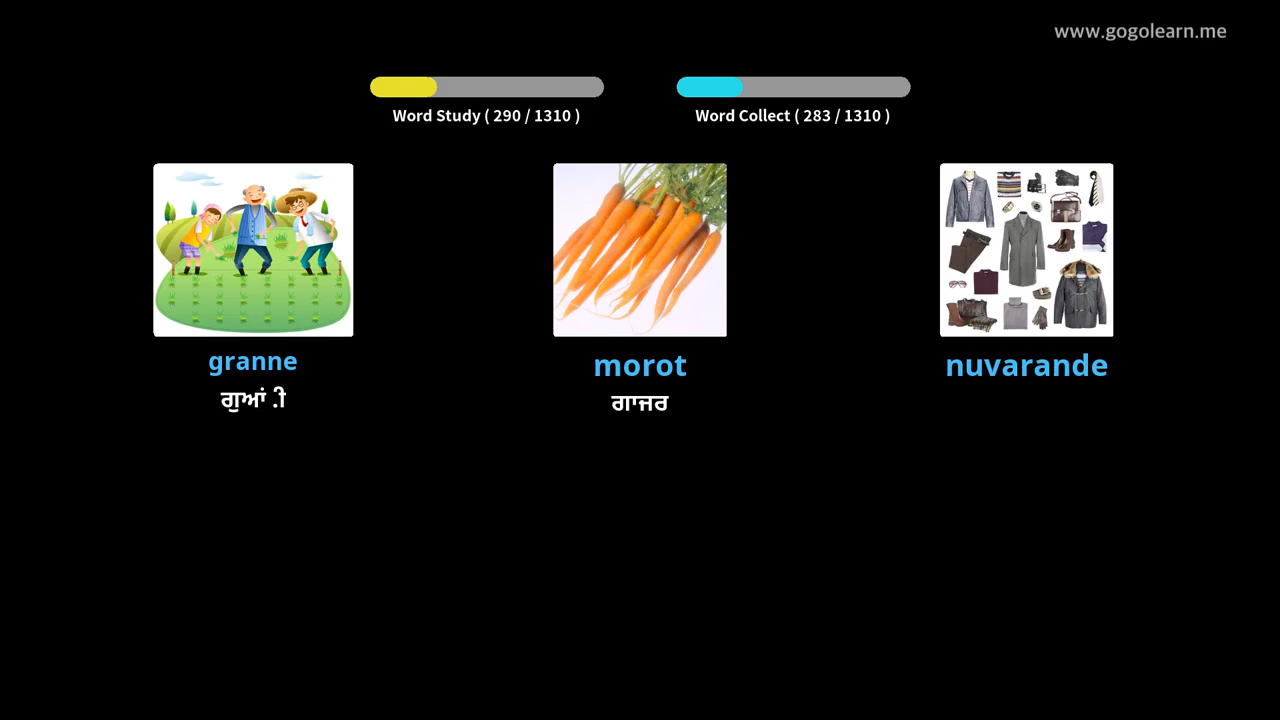 www.gogolearn.me
Word Study ( 290 / 1310 )
Word Collect ( 283 / 1310 )
granne
morot
nuvarande
ਗੁਆਂ .ੀ
ਗਾਜਰ